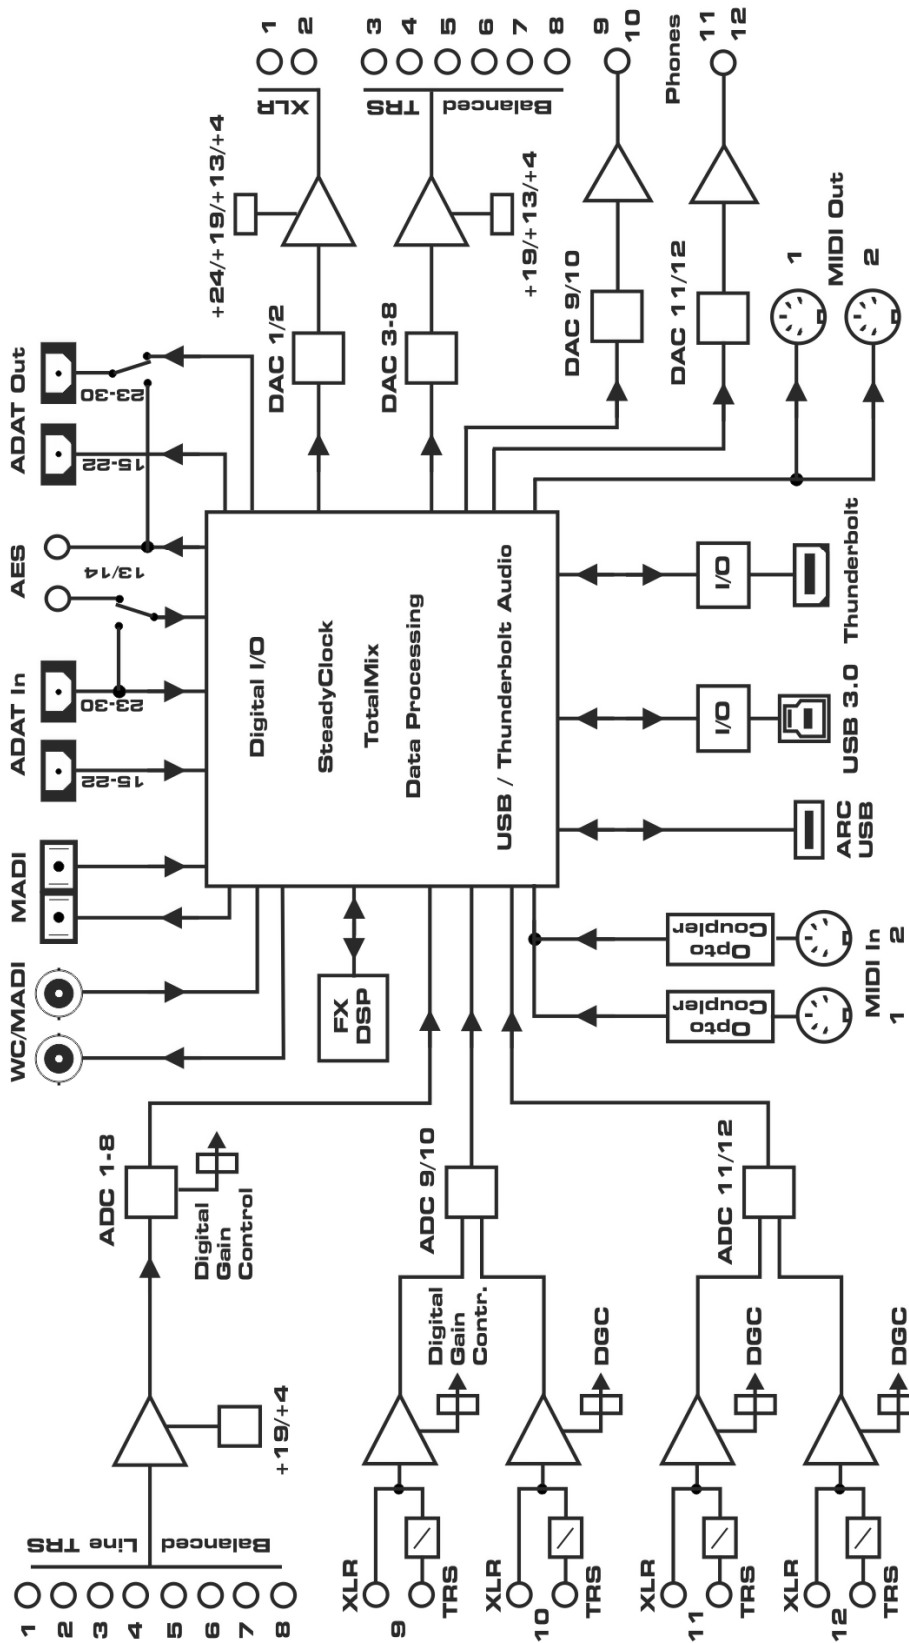 1
2
3
4
5
6
7
8
Balanced Line TRS
+19/+4
ADC 1-8
Digital
Gain
Control
XLR
9
TRS
XLR
10
TRS
XLR
11
TRS
XLR
12
TRS
Digital
Gain
Contr.
DGC
DGC
DGC
ADC 9/10
ADC 11/12
WC/MADI
MADI
ADAT In
15-22
23-30
AES
13/14
ADAT Out
15-22
23-30
FX
DSP
Digital I/O
SteadyClock
TotalMix
Data Processing
USB / Thunderbolt Audio
Opto
Coupler
Opto
Coupler
1
2
MIDI In
ARC
USB
I/O
USB 3.0
I/O
Thunderbolt
DAC 1/2
+24/+19/+13/+4
XLR
1
2
DAC 3-8
+19/+13/+4
TRS Balanced
3
4
5
6
7
8
DAC 9/10
9
10
Phones
DAC 11/12
11
12
1
MIDI Out
2